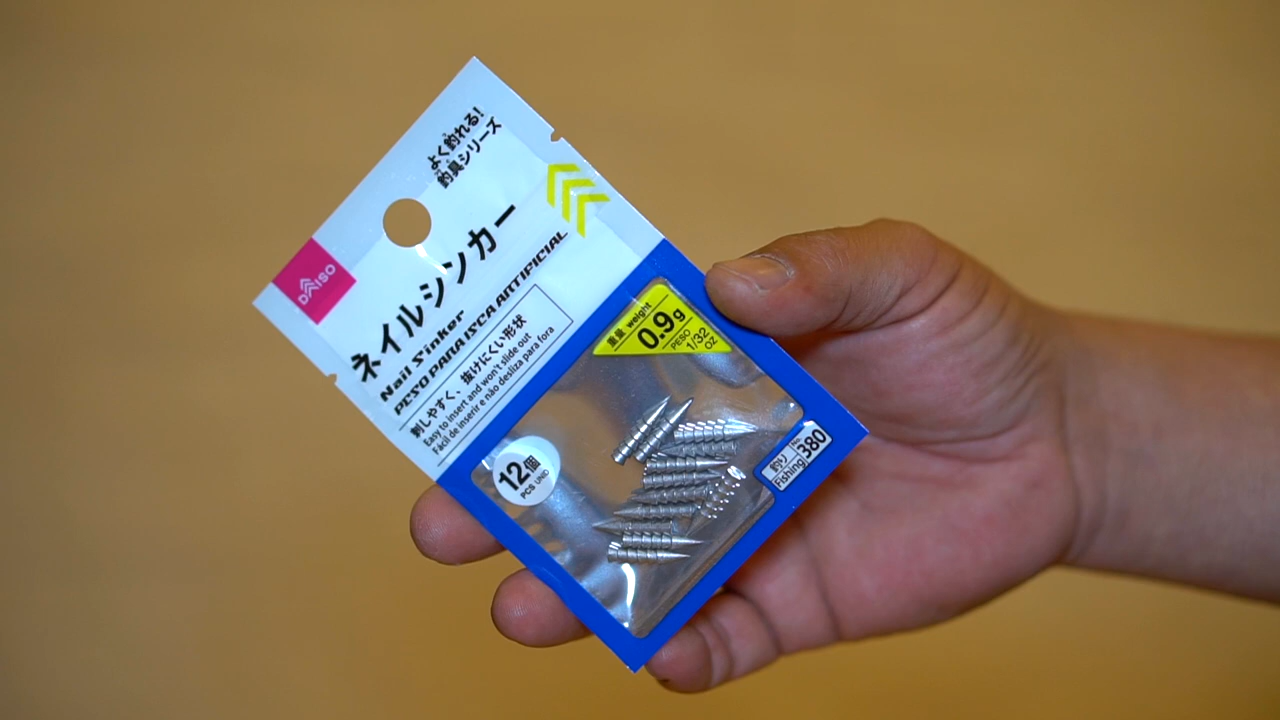 よく釣れる!
釣具シリーズ
DAISO
ネイルシンカー
Nail Sinker
PESO PARA ISCA ARTIFICIAL
刺しやすく、抜けにくい形状
Easy to insert and won't slide out
Fácil de inserir e não desliza para fora
重量 weight
0.9g
PESO
1/32
OZ
12個
PCS UNID
釣り
Fishing
No.
380